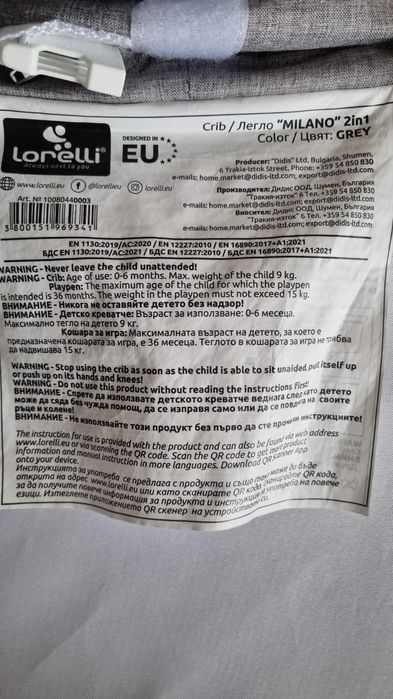 lorelli
Always next to you
DESIGNED IN
EU
Crib / Легло "MILANO" 2in1
Color / Цвят: GREY
www.lorelli.eu @lorellieu lorelli.eu
Producer: "Didis" Ltd, Bulgaria, Shumen,
6 Trakia-Iztok Street, Phone: +359 54 850 830
e-mails: home.market@didis-ltd.com; export@didis-ltd.com
Производител: Дидис ООД, Шумен, България
"Тракия-изток" 6 Тел. +359 54 850 830
Вносител: Дидис ООД, Шумен, България
"Тракия-изток" 6 Тел. +359 54 850 830
e-mails: home.market@didis-ltd.com; export@didis-ltd.com
Art. № 10080440003
3800151969341
EN 1130:2019/AC:2020 / EN 12227:2010 / EN 16890:2017+A1:2021
БДС EN 1130:2019/AC:2021 / БДС EN 12227:2010 / БДС EN 16890:2017+A1:2021
WARNING - Never leave the child unattended!
WARNING - Crib: Age of use: 0-6 months. Max. weight of the child 9 kg.
Playpen: The maximum age of the child for which the playpen
is intended is 36 months. The weight in the playpen must not exceed 15 kg.
ВНИМАНИЕ - Никога не оставяйте детето без надзор!
ВНИМАНИЕ - Детско креватче: Възраст за използване: 0-6 месеца.
Максимално тегло на детето 9 кг.
Кошара за игра: Максималната възраст на детето, за което е
предназначена кошарата за игра, е 36 месеца. Теглото в кошарата за игра не трябва
да надвишава 15 кг.
WARNING - Stop using the crib as soon as the child is able to sit unaided, pull itself up
or push up on its hands and knees!
WARNING - Do not use this product without reading the instructions First!
ВНИМАНИЕ - Спрете да използвате детското креватче веднага след като детето
може да сяда без чужда помощ, да се изправя само или да се повдига на своите
ръце и колене!
ВНИМАНИЕ - Не използвайте този продукт без първо да сте прочели инструкциите!
The instruction for use is provided with the product and can also be found via web address
www.lorelli.eu or via scanning the QR code. Scan the QR code to get more product
information and manual instruction in more languages. Download QR scanner App
onto your device.
Инструкцията за употреба се предлага с продукта и също така може да бъде
открита на адрес www.lorelli.eu или като сканирате QR кода. Сканирайте QR кода,
за да получите повече информация за продукта и инструкция за употреба на повече
езици. Изтеглете приложението QR скенер на устройството си.